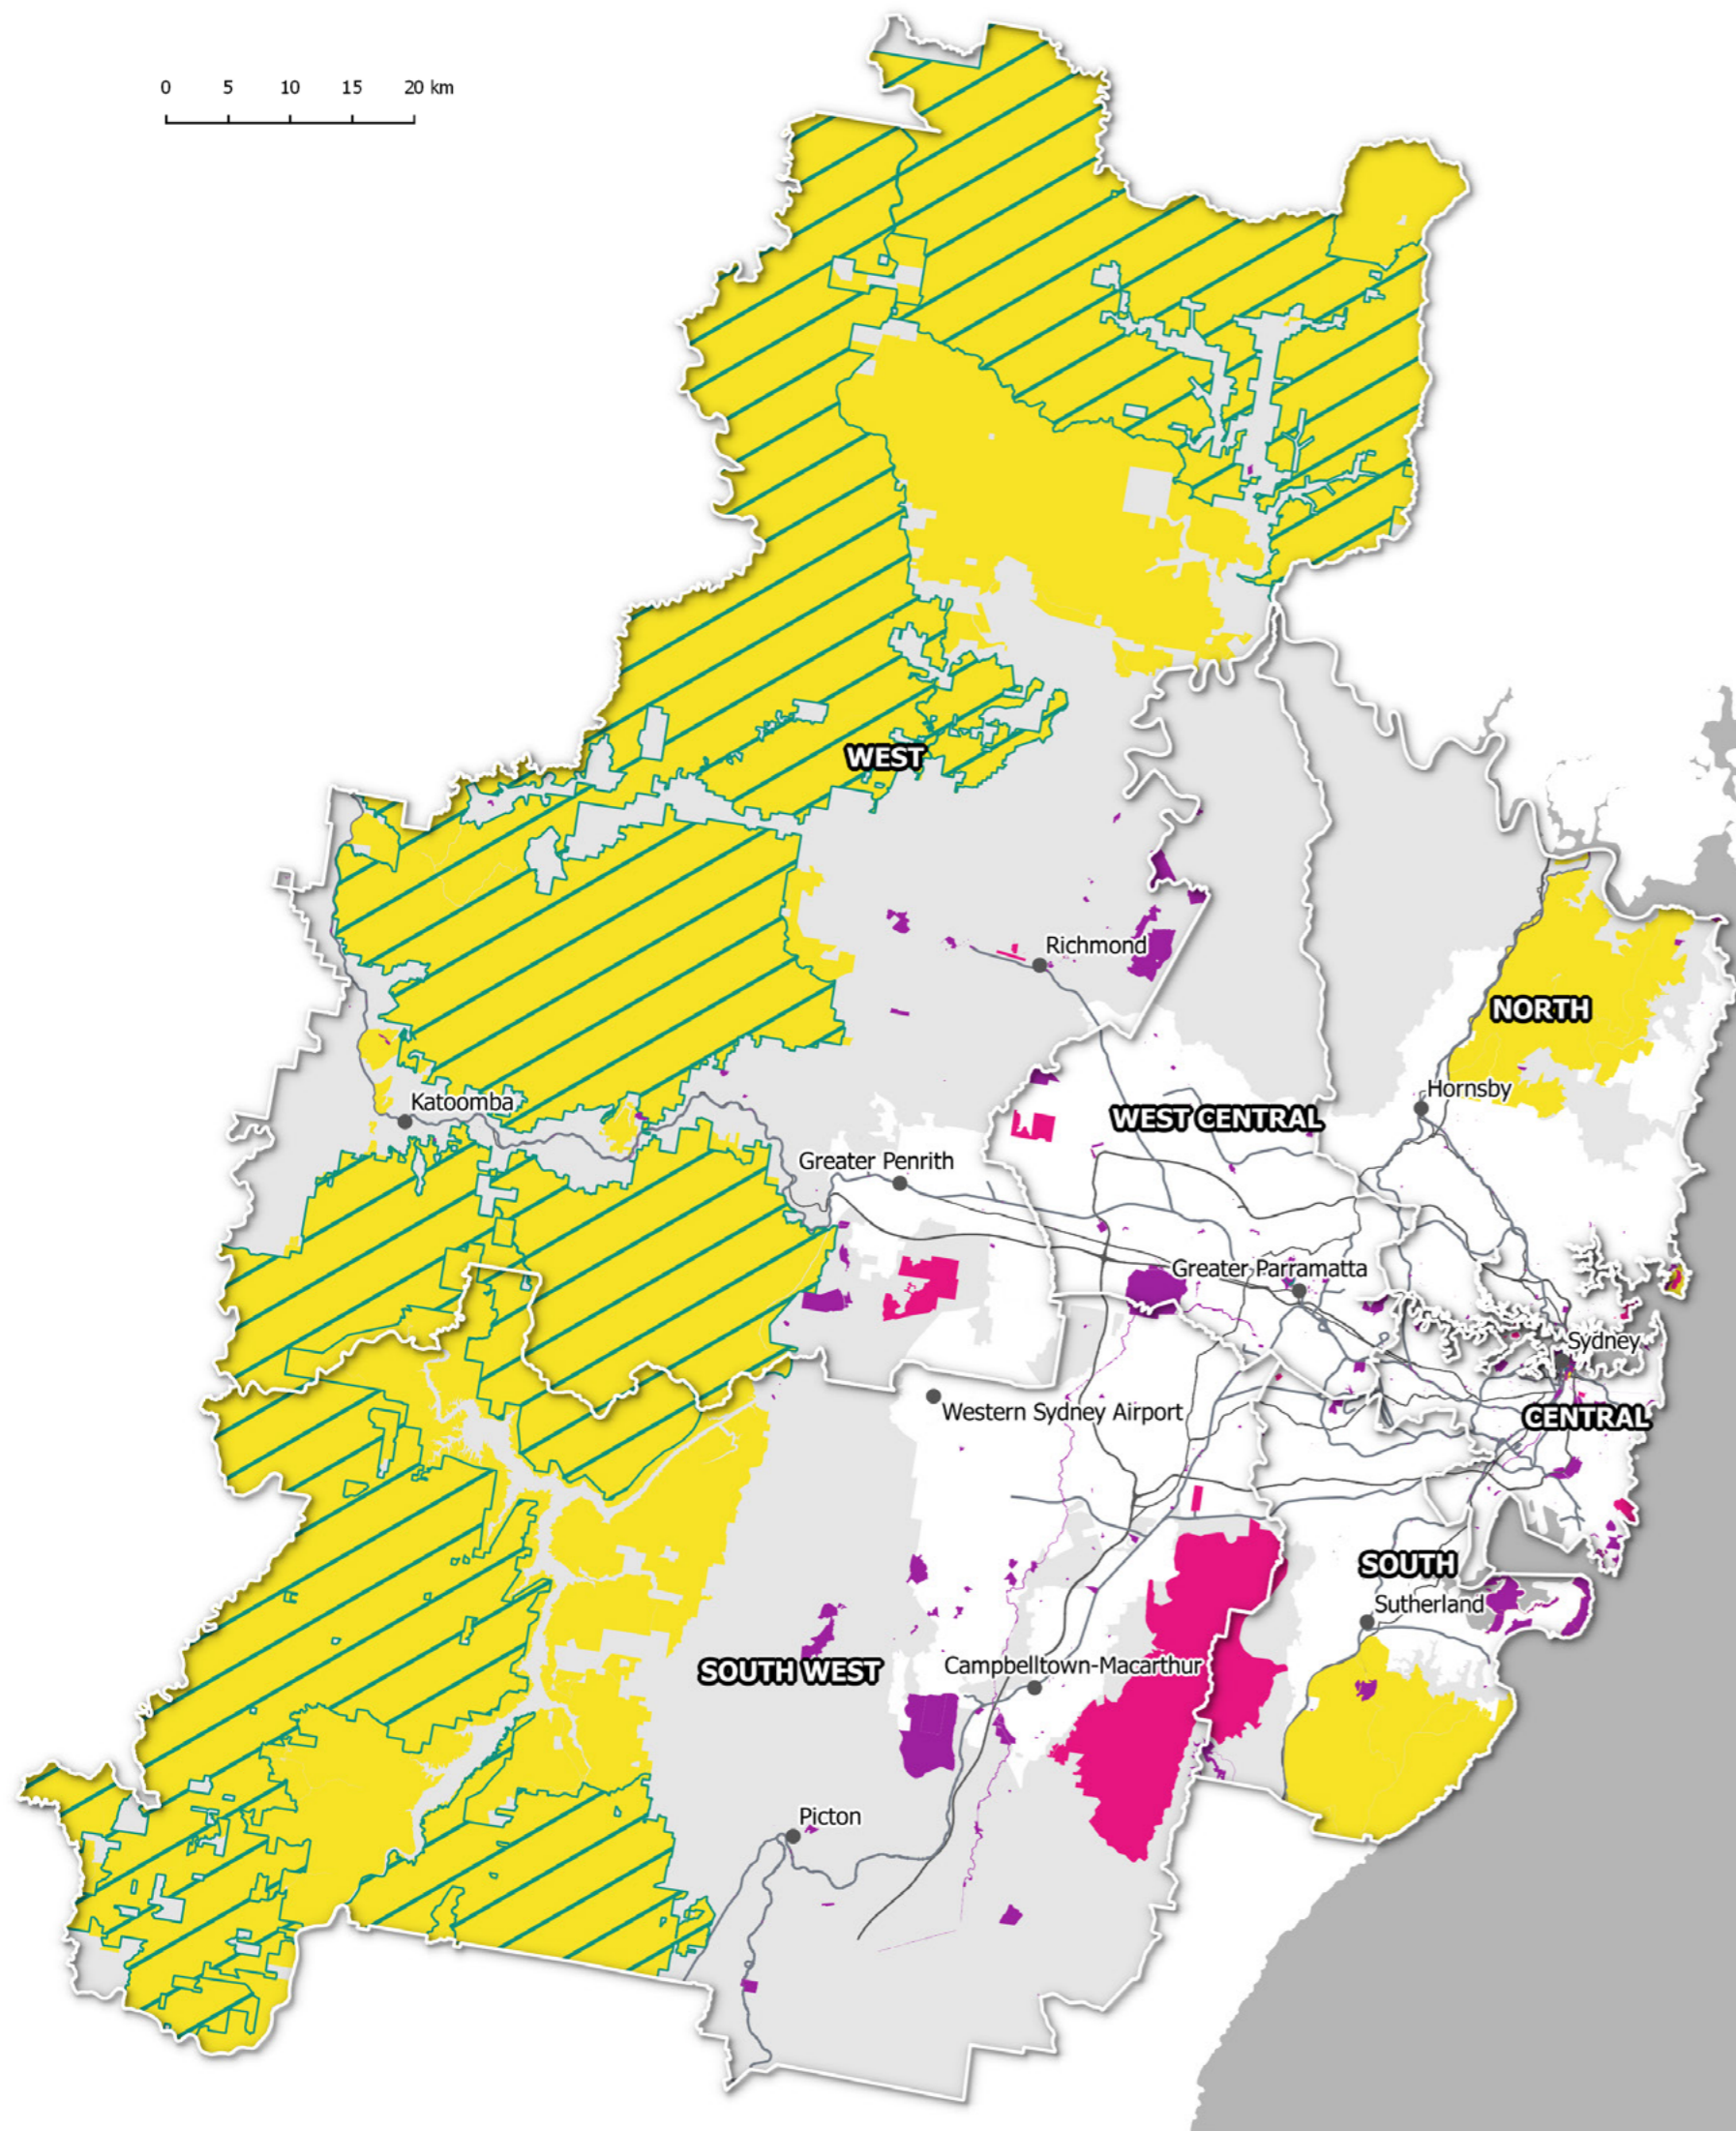 0 5 10 15 20 km
WEST
Richmond
NORTH
Hornsby
Katoomba
WEST CENTRAL
Greater Penrith
Greater Parramatta
Sydney
Western Sydney Airport
CENTRAL
SOUTH
Sutherland
SOUTH WEST
Campbelltown-Macarthur
Picton